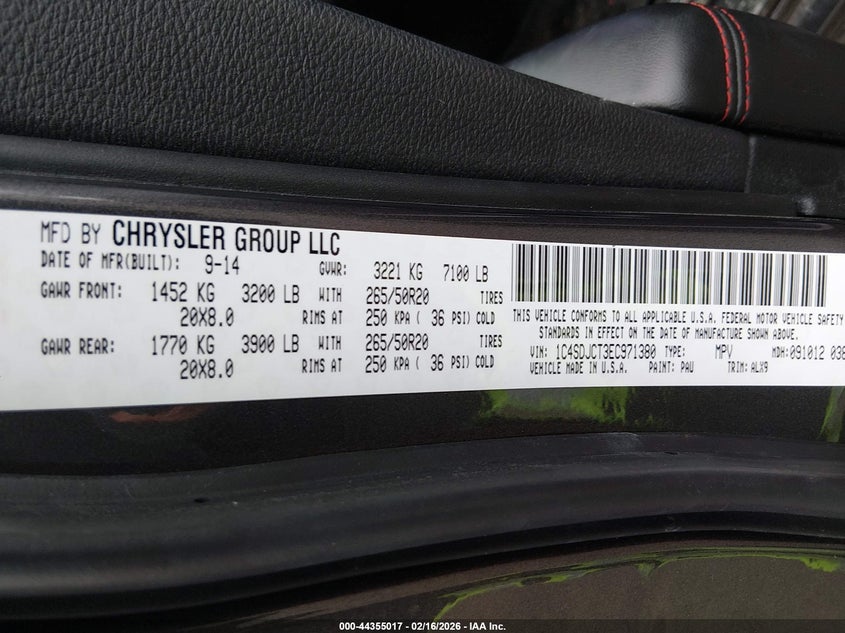 MFD BY CHRYSLER GROUP LLC
DATE OF MFR(BUILT): 9-14 GVWR: 3221 KG 7100 LB
GAWR FRONT: 1452 KG 3200 LB WITH 265/50R20 TIRES
20X8.0 RIMS AT 250 KPA ( 36 PSI) COLD
GAWR REAR: 1770 KG 3900 LB WITH 265/50R20 TIRES
20X8.0 RIMS AT 250 KPA ( 36 PSI) COLD
THIS VEHICLE CONFORMS TO ALL APPLICABLE U.S.A. FEDERAL MOTOR VEHICLE SAFETY
STANDARDS IN EFFECT ON THE DATE OF MANUFACTURE SHOWN ABOVE.
VIN: 1C4SDJCT3EC971380 TYPE: MPV MDH: 091012 038
VEHICLE MADE IN U.S.A. PAINT: PAU TRIM: ALX9
000-44355017 - 02/16/2026 - IAA Inc.